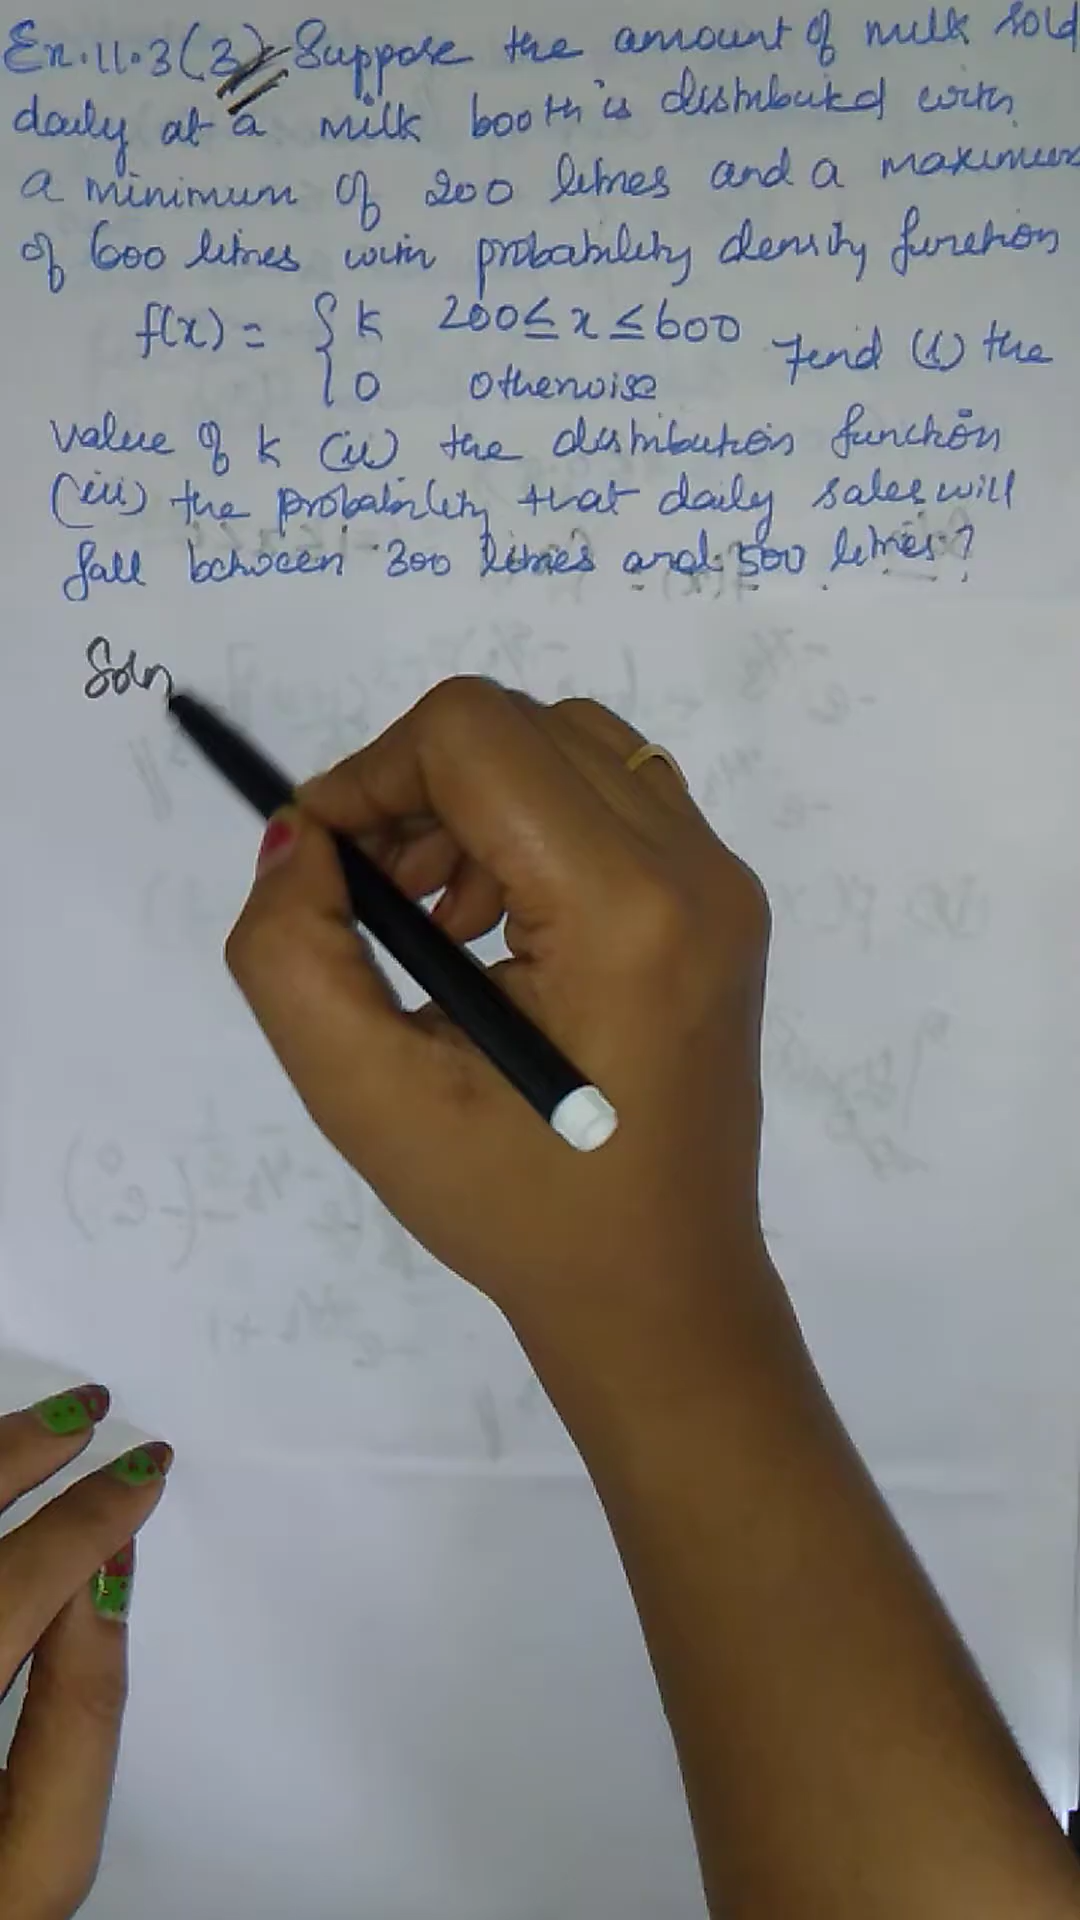 Ex.11.3(3) Suppose the amount of milk sold
daily at a milk booth is distributed with
a minimum of 200 litres and a maximum
of 600 litres with probability density function
f(x) = { k 200 ≤ x ≤ 600 Find (1) the
0 otherwise
value of k (ii) the distribution function
(iii) the probability that daily sales will
fall between 300 litres and 500 litres?
Soln